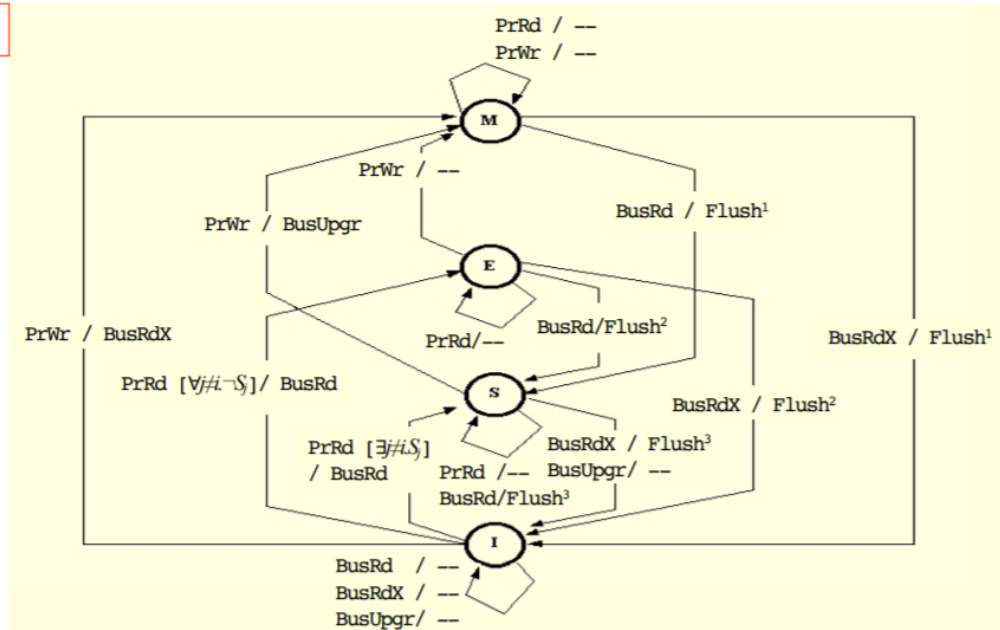 PrRd / --
PrWr / --
M
PrWr / --
BusRd / Flush¹
PrWr / BusUpgr
E
PrRd/--
BusRd/Flush²
PrWr / BusRdX
BusRdX / Flush¹
PrRd [∀j≠i.¬Sⱼ]/ BusRd
S
BusRdX / Flush²
PrRd [∃j≠i.Sⱼ]
/ BusRd
PrRd /--
BusRd/Flush³
BusRdX / Flush³
BusUpgr/ --
I
BusRd / --
BusRdX / --
BusUpgr/ --